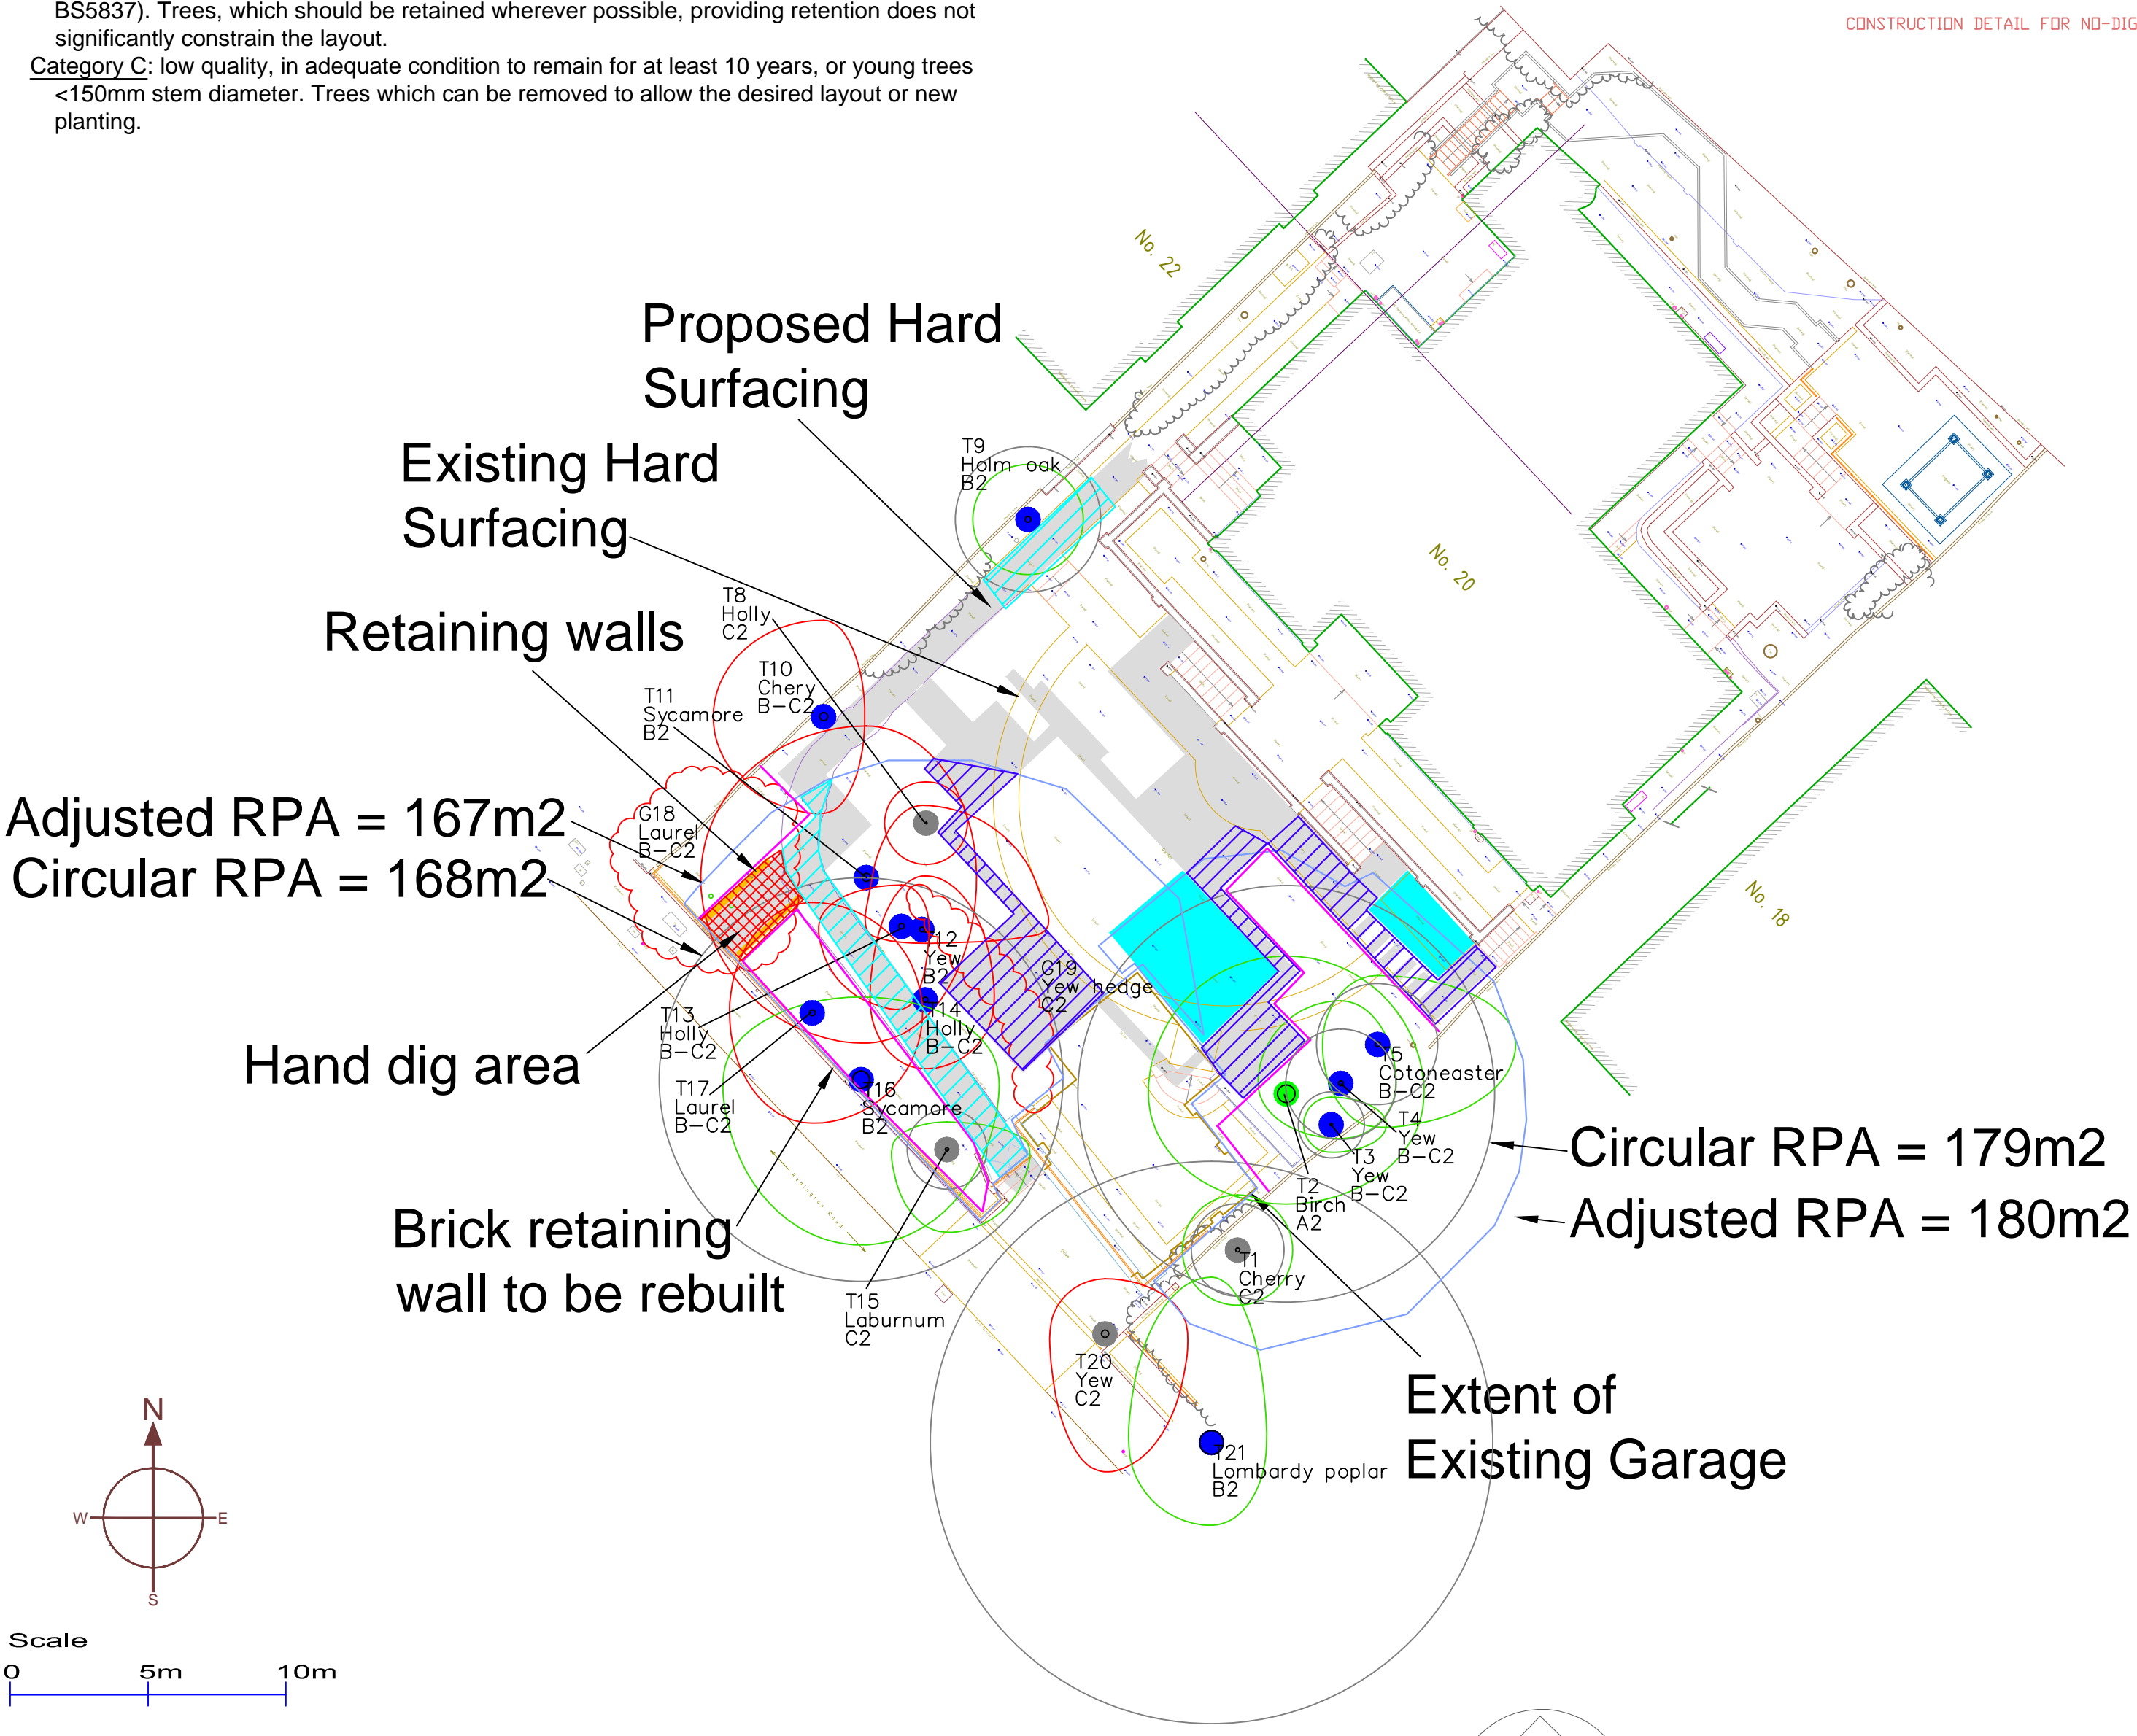 BS5837). Trees, which should be retained wherever possible, providing retention does not
significantly constrain the layout.
Category C: low quality, in adequate condition to remain for at least 10 years, or young trees
<150mm stem diameter. Trees which can be removed to allow the desired layout or new
planting.
CONSTRUCTION DETAIL FOR NO-DIG
No. 22
Proposed Hard
Surfacing
Existing Hard
Surfacing
T9
Holm oak
B2
No. 20
Retaining walls
T8
Holly
C2
T10
Chery
B-C2
T11
Sycamore
B2
Adjusted RPA = 167m2
Circular RPA = 168m2
G18
Laurel
B-C2
No. 18
T12
Yew
B2
G19
Yew hedge
C2
T13
Holly
B-C2
T14
Holly
B-C2
Hand dig area
T17
Laurel
B-C2
T16
Sycamore
B2
T5
Cotoneaster
B-C2
T4
Yew
B-C2
T3
Yew
B-C2
T2
Birch
A2
Circular RPA = 179m2
Adjusted RPA = 180m2
Brick retaining
wall to be rebuilt
T1
Cherry
C2
T15
Laburnum
C2
T20
Yew
C2
Extent of
Existing Garage
T21
Lombardy poplar
B2
N
W
E
S
Scale
0 5m 10m